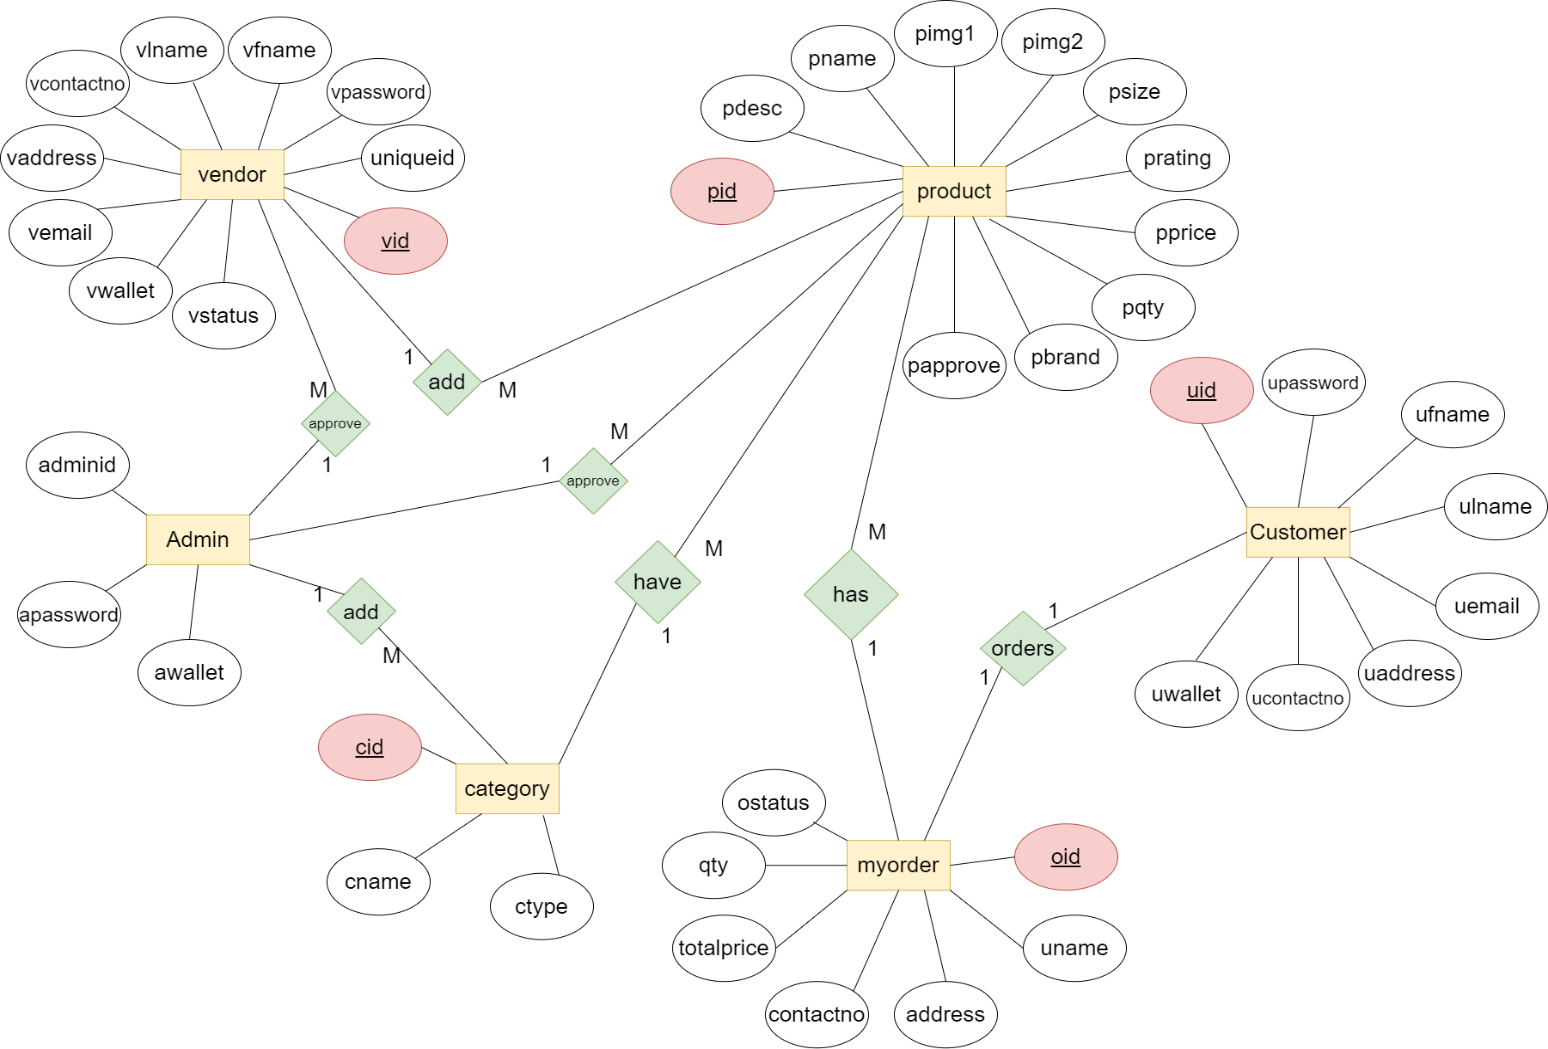 vlname
vfname
vcontactno
vpassword
vaddress
uniqueid
vendor
vemail
vid
vwallet
vstatus
pimg1
pimg2
pname
psize
pdesc
prating
pid
product
pprice
pqty
papprove
pbrand
1
add
M
M
approve
1
M
1
approve
uid
upassword
ufname
ulname
Customer
uemail
uaddress
uwallet
ucontactno
adminid
Admin
apassword
awallet
1
add
M
M
have
1
M
has
1
1
orders
1
cid
category
cname
ctype
ostatus
qty
myorder
oid
totalprice
uname
contactno
address